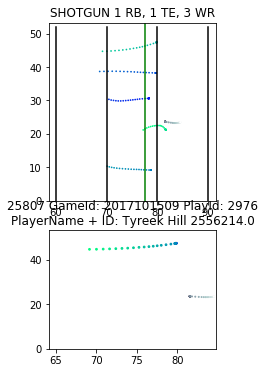 SHOTGUN 1 RB, 1 TE, 3 WR
50
40
30
20
10
0
60 70 80 90
25807 GameId: 2017101509 PlayId: 2976
PlayerName + ID: Tyreek Hill 2556214.0
40
20
0
65 70 75 80